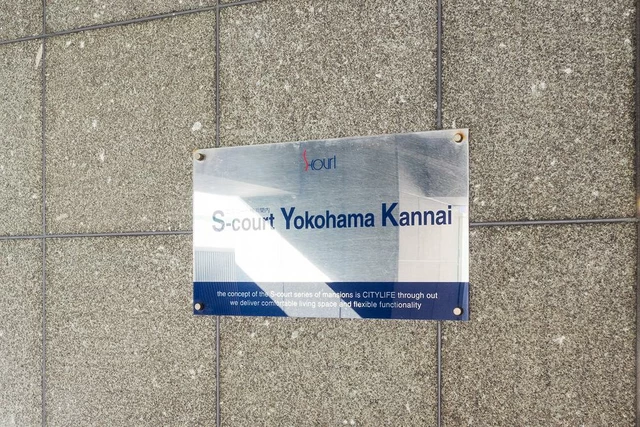 S-court
S-court Yokohama Kannai
the concept of the S-court series of mansions is CITYLIFE through out
we deliver comfortable living space and flexible functionality